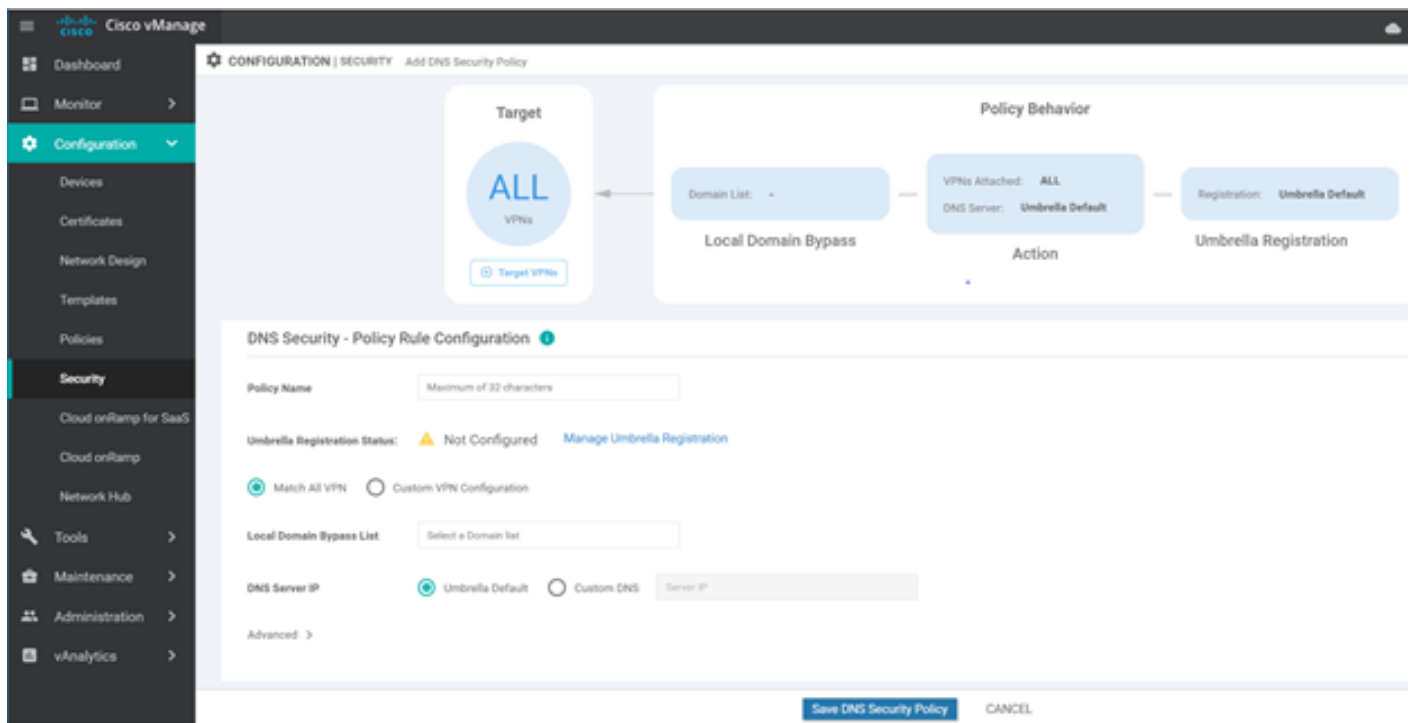 cisco Cisco vManage
Dashboard
Monitor
Configuration
Devices
Certificates
Network Design
Templates
Policies
Security
Cloud onRamp for SaaS
Cloud onRamp
Network Hub
Tools
Maintenance
Administration
vAnalytics
CONFIGURATION | SECURITY Add DNS Security Policy
Target
ALL
VPNs
Target VPNs
Policy Behavior
Domain List: -
Local Domain Bypass
VPNs Attached: ALL
DNS Server: Umbrella Default
Action
Registration: Umbrella Default
Umbrella Registration
DNS Security - Policy Rule Configuration
Policy Name Maximum of 32 characters
Umbrella Registration Status: Not Configured Manage Umbrella Registration
Match All VPN Custom VPN Configuration
Local Domain Bypass List Select a Domain list
DNS Server IP Umbrella Default Custom DNS Server IP
Advanced >
Save DNS Security Policy CANCEL